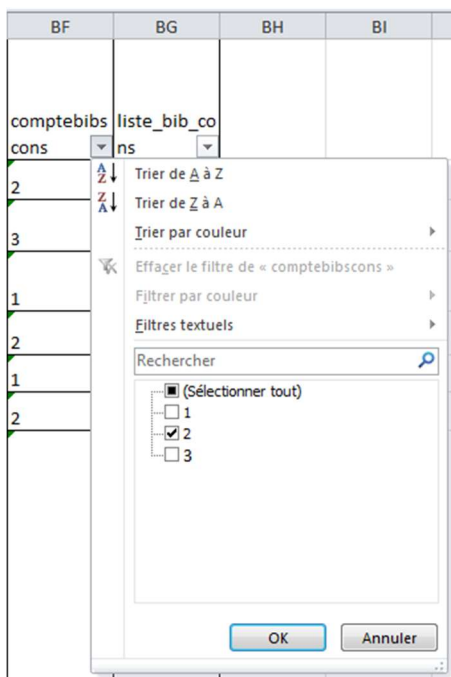 BF BG BH BI
comptebibs liste_bib_co
cons ns
2
3
1
2
1
2
Trier de A à Z
Trier de Z à A
Trier par couleur
Effacer le filtre de « comptebibscons »
Filtrer par couleur
Filtres textuels
Rechercher
(Sélectionner tout)
1
2
3
OK Annuler